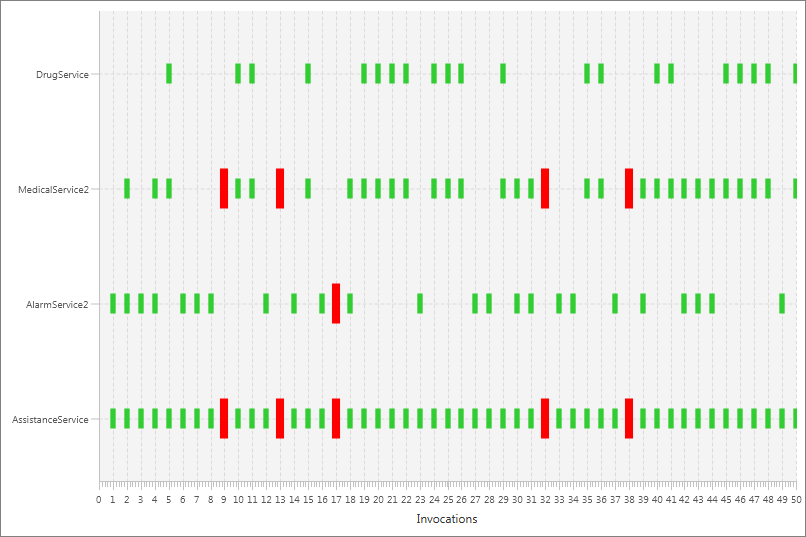 DrugService
MedicalService2
AlarmService2
AssistanceService
0 1 2 3 4 5 6 7 8 9 10 11 12 13 14 15 16 17 18 19 20 21 22 23 24 25 26 27 28 29 30 31 32 33 34 35 36 37 38 39 40 41 42 43 44 45 46 47 48 49 50
Invocations